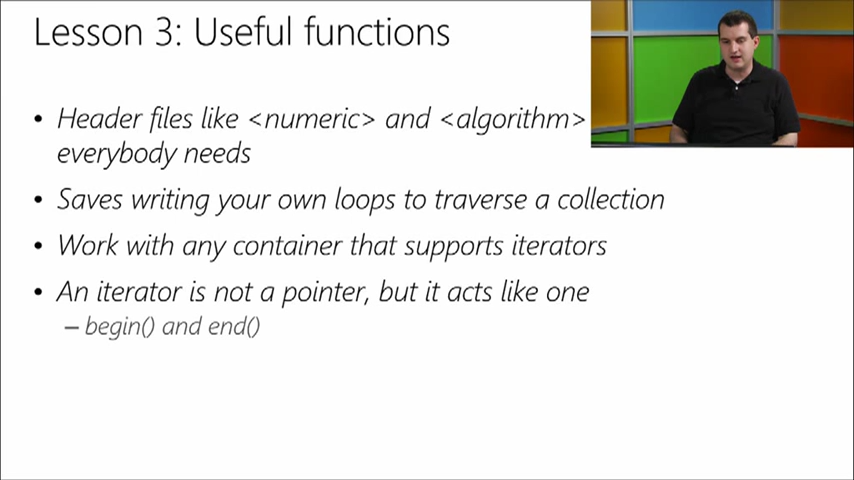 Lesson 3: Useful functions
• Header files like <numeric> and <algorithm>
everybody needs
• Saves writing your own loops to traverse a collection
• Work with any container that supports iterators
• An iterator is not a pointer, but it acts like one
– begin() and end()